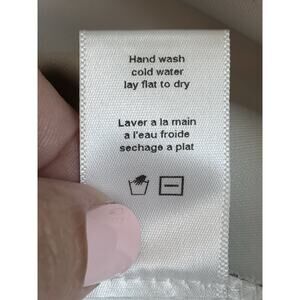 Hand wash
cold water
lay flat to dry
Laver a la main
a l'eau froide
sechage a plat